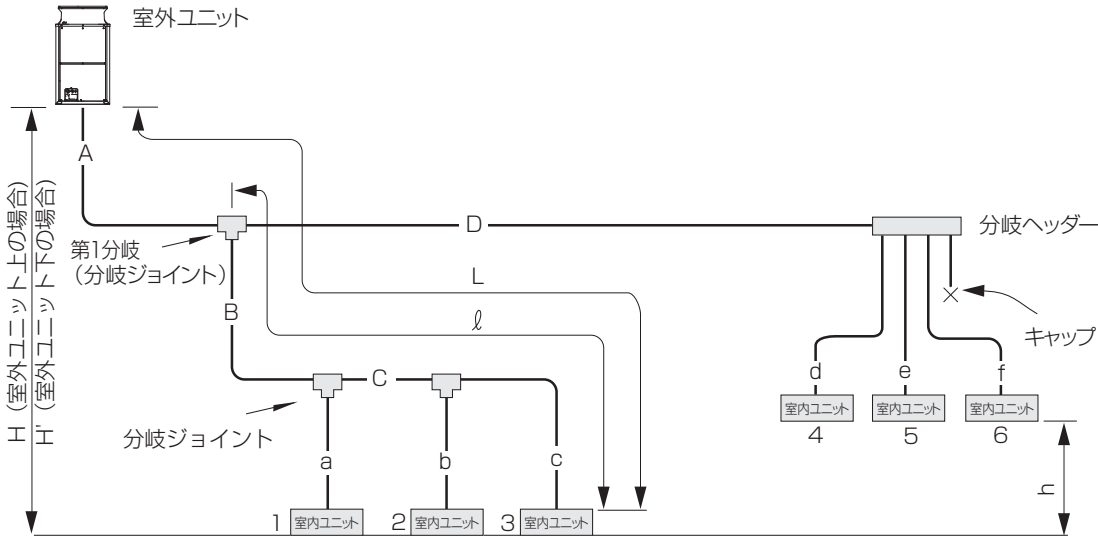 室外ユニット
A
H（室外ユニット上の場合）
H'（室外ユニット下の場合）
第1分岐
（分岐ジョイント）
D
分岐ヘッダー
L
ℓ
B
キャップ
C
d
e
f
室内ユニット
室内ユニット
室内ユニット
4
5
6
分岐ジョイント
a
b
c
h
1
室内ユニット
2
室内ユニット
3
室内ユニット